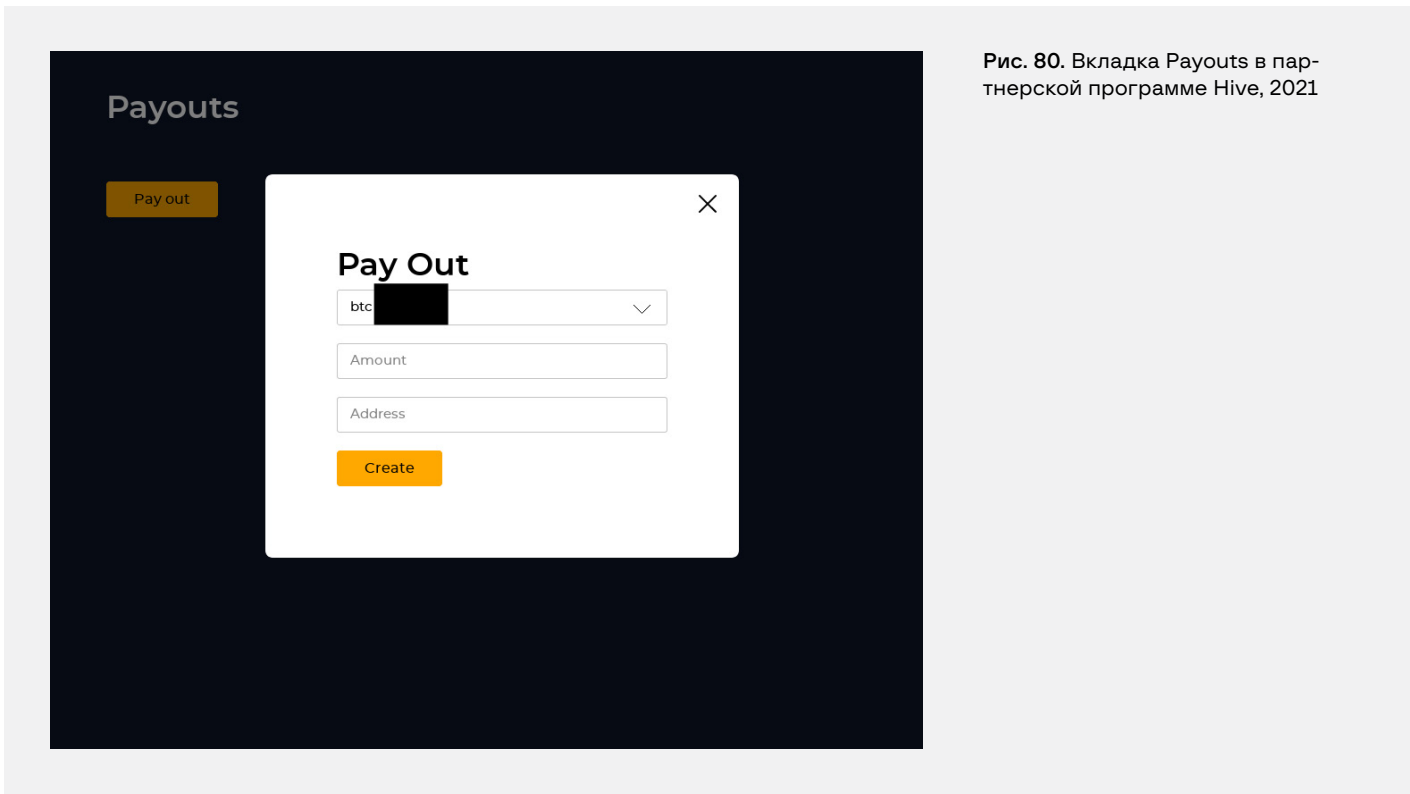 Payouts
Pay out
Pay Out
btc
Amount
Address
Create
Рис. 80. Вкладка Payouts в пар-
тнерской программе Hive, 2021